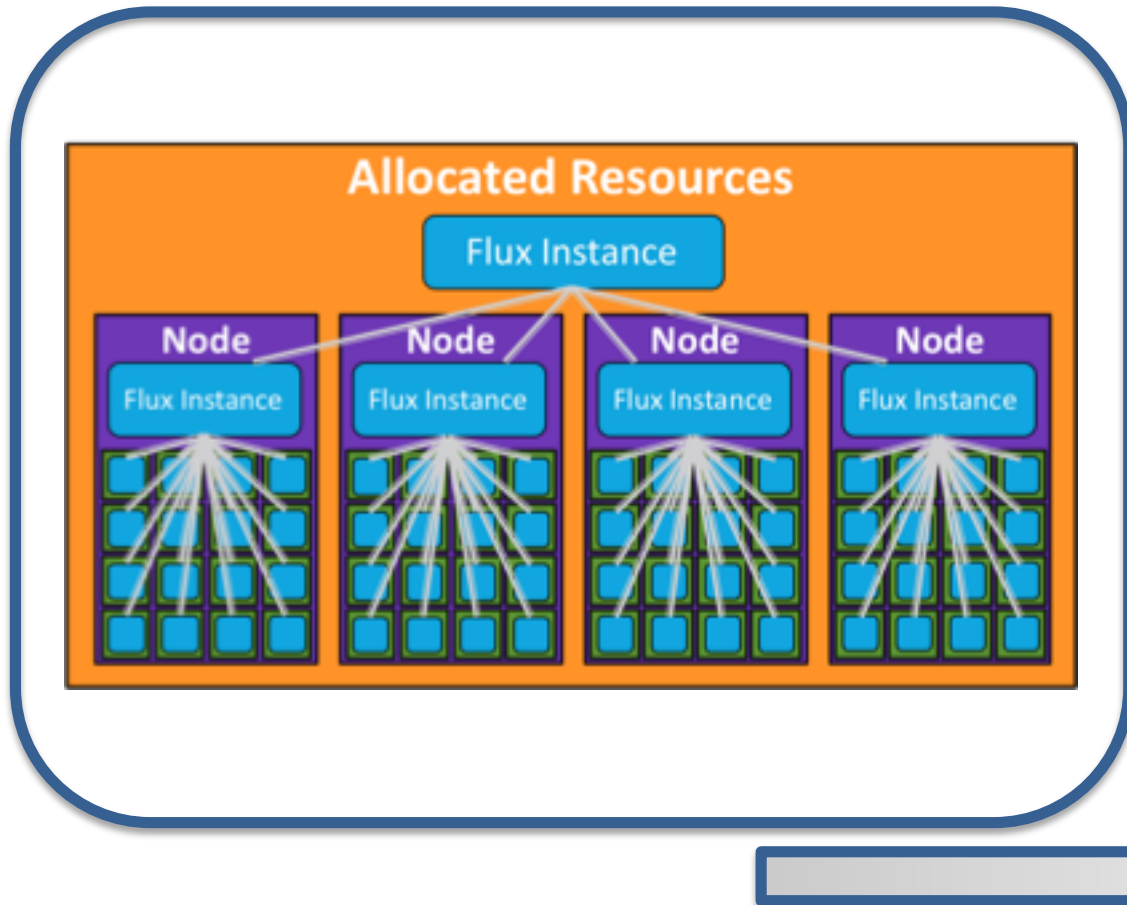 Allocated Resources
Flux Instance
Node Node Node Node
Flux Instance Flux Instance Flux Instance Flux Instance